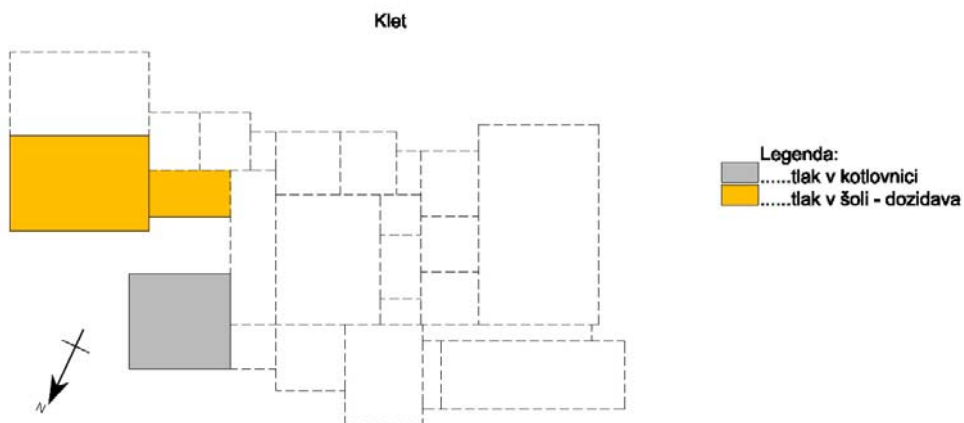 Klet
Legenda:
......tlak v kotlovnici
......tlak v šoli - dozidava
N